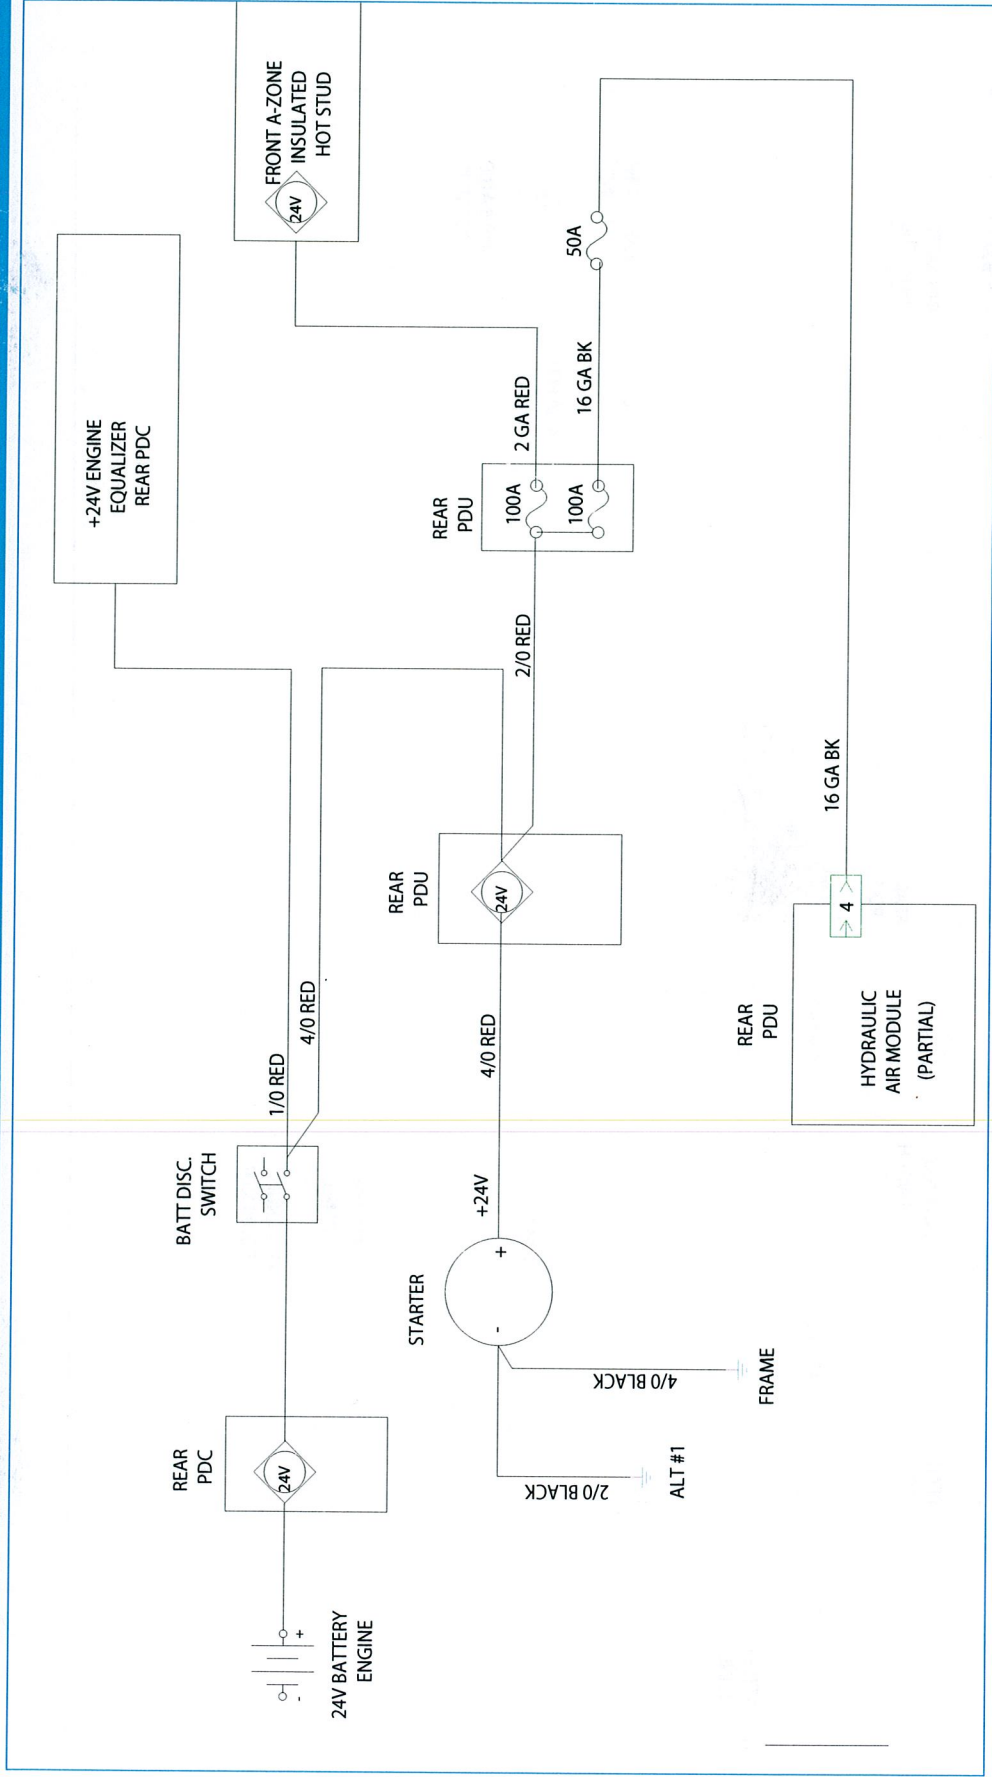 24V BATTERY
ENGINE
-
+
REAR
PDC
24V
BATT DISC.
SWITCH
1/0 RED
4/0 RED
+24V ENGINE
EQUALIZER
REAR PDC
FRONT A-ZONE
INSULATED
HOT STUD
24V
STARTER
-
+
+24V
4/0 RED
REAR
PDU
24V
2/0 RED
REAR
PDU
100A
100A
2 GA RED
16 GA BK
50A
2/0 BLACK
ALT #1
4/0 BLACK
FRAME
REAR
PDU
HYDRAULIC
AIR MODULE
(PARTIAL)
4
16 GA BK